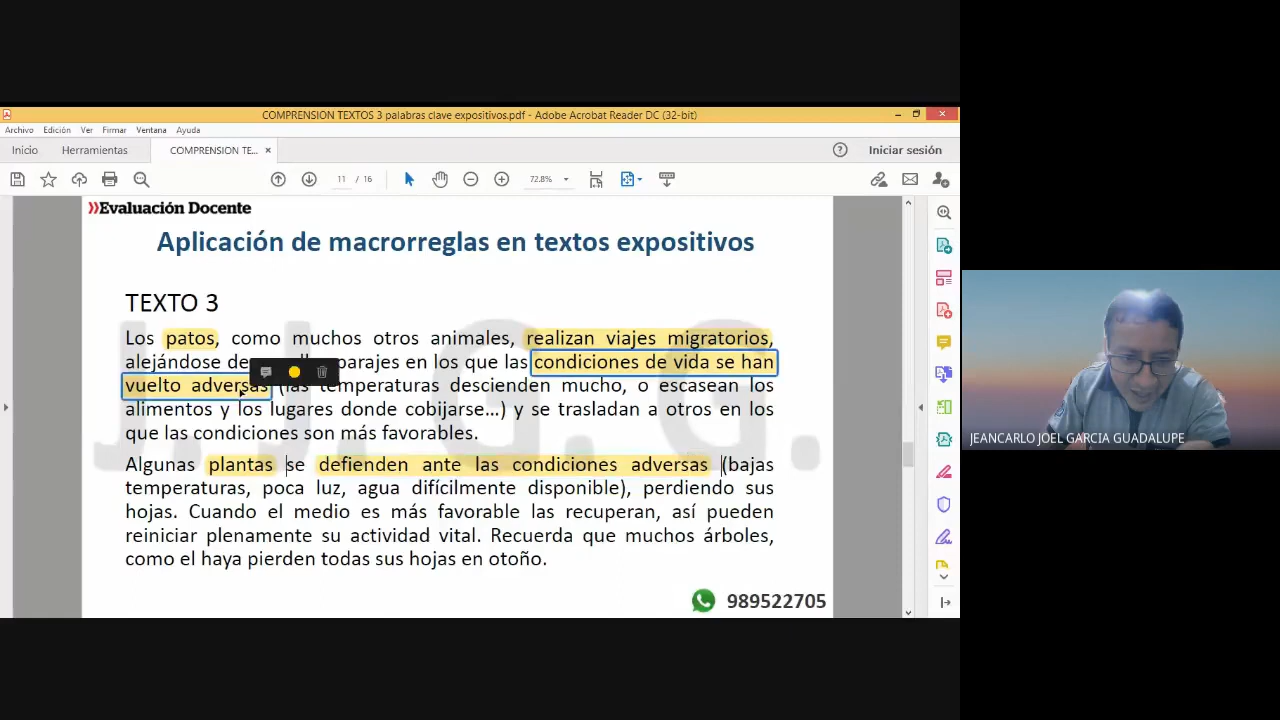 COMPRENSION TEXTOS 3 palabras clave expositivos.pdf - Adobe Acrobat Reader DC (32-bit)
Archivo Edición Ver Firmar Ventana Ayuda
Inicio Herramientas COMPRENSION TE... × Iniciar sesión
11 / 16 72.8%
»Evaluación Docente
Aplicación de macrorreglas en textos expositivos
TEXTO 3
Los patos, como muchos otros animales, realizan viajes migratorios,
alejándose de parajes en los que las condiciones de vida se han
vuelto adversas (las temperaturas descienden mucho, o escasean los
alimentos y los lugares donde cobijarse...) y se trasladan a otros en los
que las condiciones son más favorables.
Algunas plantas se defienden ante las condiciones adversas (bajas
temperaturas, poca luz, agua difícilmente disponible), perdiendo sus
hojas. Cuando el medio es más favorable las recuperan, así pueden
reiniciar plenamente su actividad vital. Recuerda que muchos árboles,
como el haya pierden todas sus hojas en otoño.
989522705
J. J. G. G.
JEANCARLO JOEL GARCIA GUADALUPE